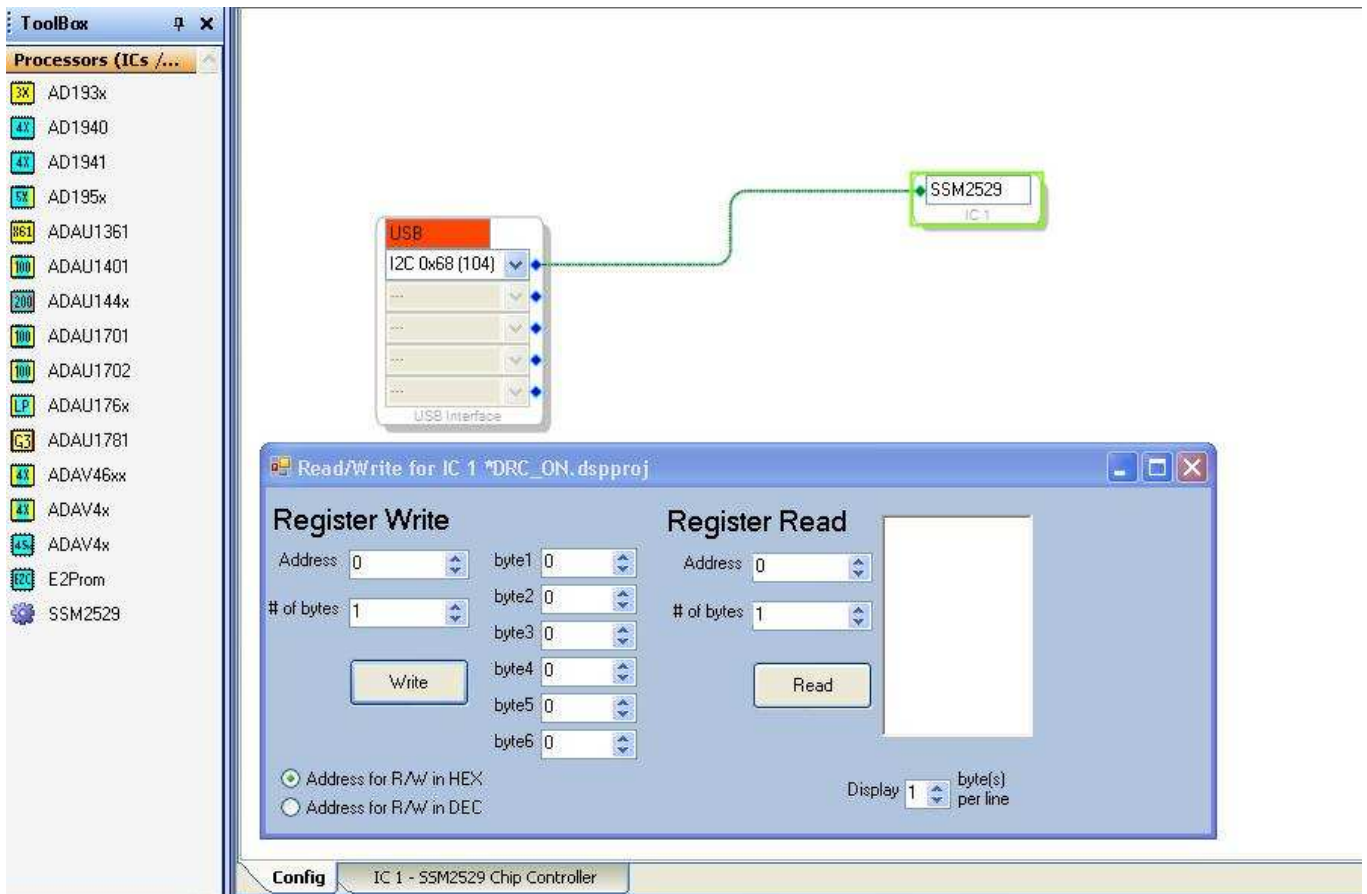 ToolBox
Processors (ICs /...
3X AD193x
4X AD1940
4X AD1941
5X AD195x
861 ADAU1361
100 ADAU1401
200 ADAU144x
100 ADAU1701
100 ADAU1702
LP ADAU176x
G3 ADAU1781
4X ADAV46xx
4X ADAV4x
ADAV4x
E2C E2Prom
SSM2529
USB
I2C 0x68 (104)
---
---
---
---
USB Interface
SSM2529
IC 1
Read/Write for IC 1 *DRC_ON.dspproj
Register Write
Address 0
# of bytes 1
Write
byte1 0
byte2 0
byte3 0
byte4 0
byte5 0
byte6 0
Address for R/W in HEX
Address for R/W in DEC
Register Read
Address 0
# of bytes 1
Read
Display 1 byte(s)
per line
Config IC 1 - SSM2529 Chip Controller